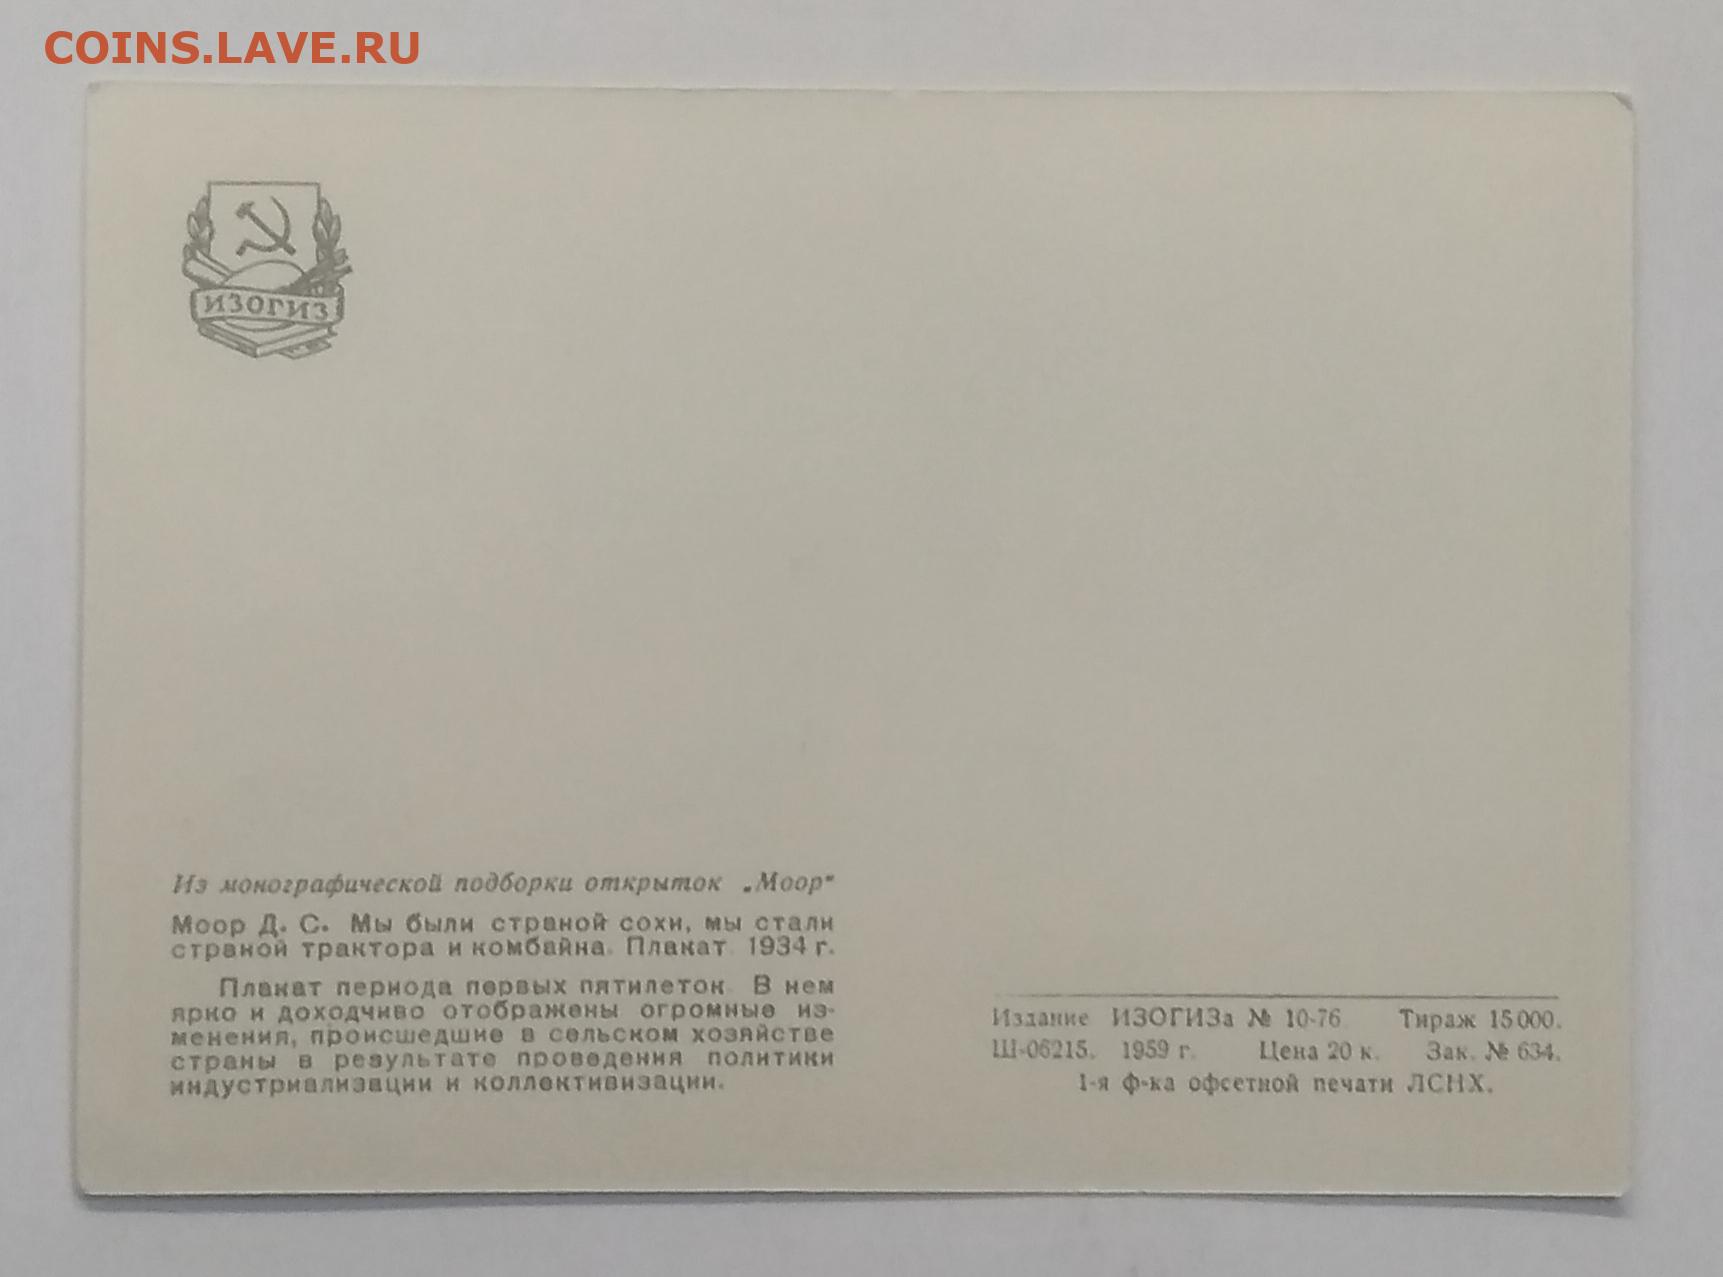 COINS.LAVE.RU
ИЗОГИЗ
Из монографической подборки открыток „Моор"
Моор Д. С. Мы были страной сохи, мы стали
страной трактора и комбайна. Плакат. 1934 г.
Плакат периода первых пятилеток. В нем
ярко и доходчиво отображены огромные из-
менения, происшедшие в сельском хозяйстве
страны в результате проведения политики
индустриализации и коллективизации.
Издание ИЗОГИЗа № 10-76. Тираж 15 000.
Ш-06215. 1959 г. Цена 20 к. Зак. № 634.
1-я ф-ка офсетной печати ЛСНХ.